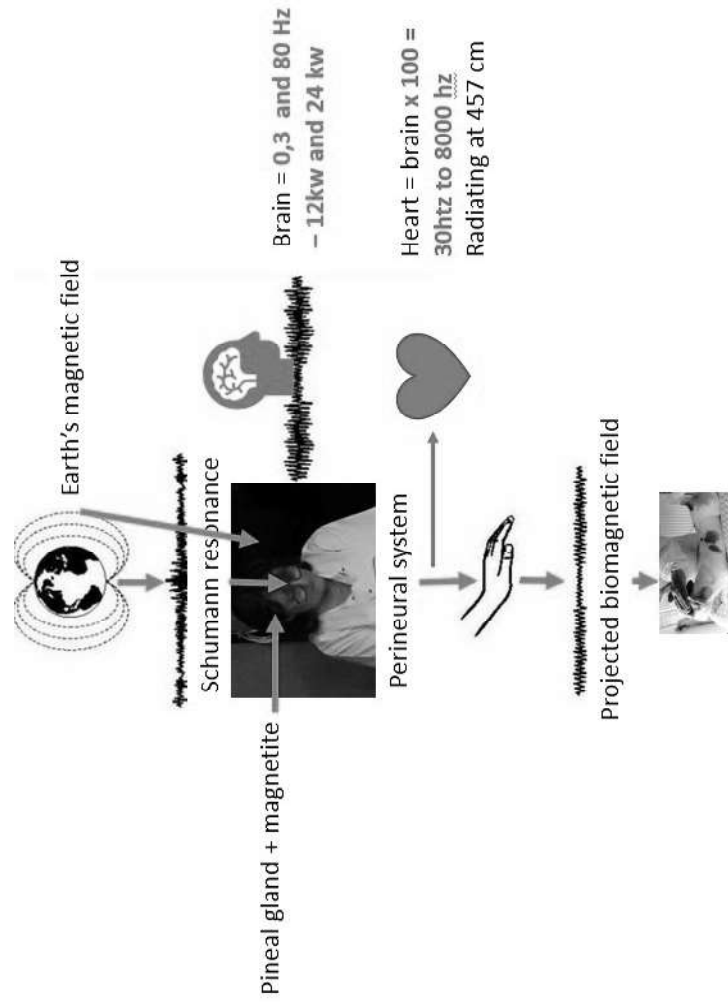 Earth's magnetic field
Schumann resonance
Pineal gland + magnetite
Brain = 0,3 and 80 Hz
– 12kw and 24 kw
Perineural system
Heart = brain x 100 =
30htz to 8000 hz
Radiating at 457 cm
Projected biomagnetic field